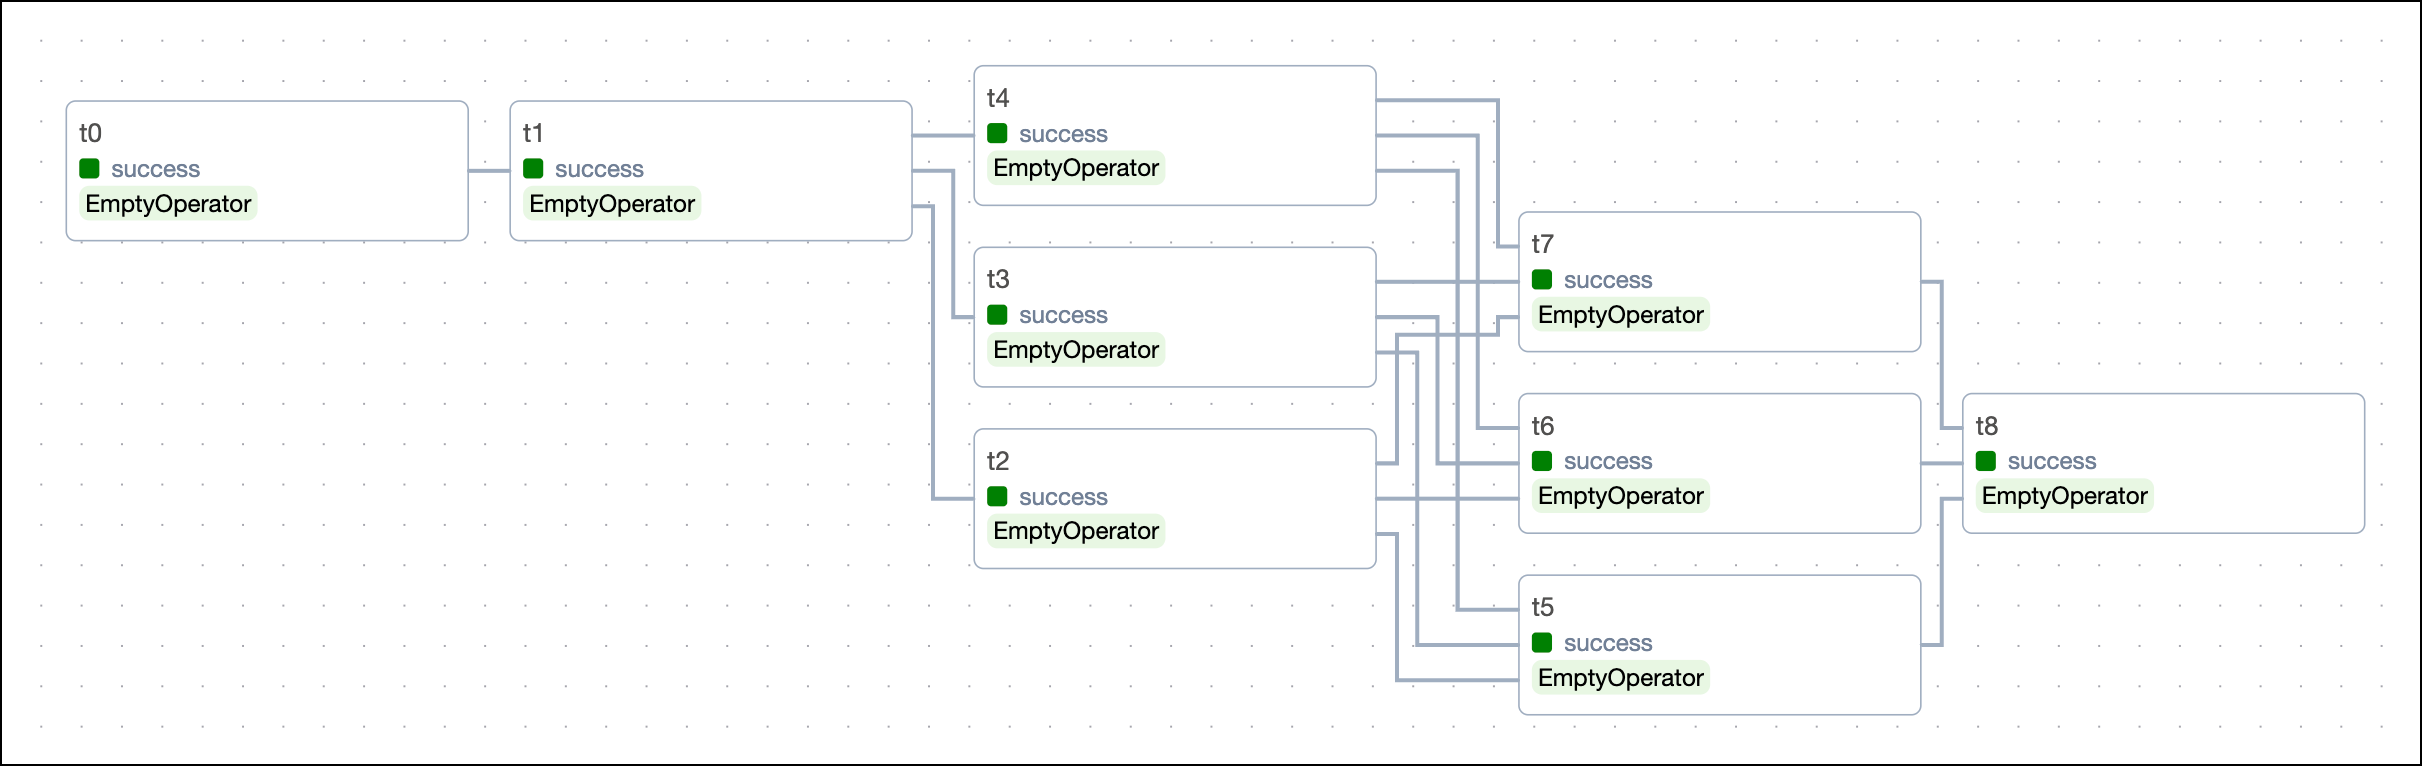 t0
success
EmptyOperator
t1
success
EmptyOperator
t4
success
EmptyOperator
t3
success
EmptyOperator
t2
success
EmptyOperator
t7
success
EmptyOperator
t6
success
EmptyOperator
t5
success
EmptyOperator
t8
success
EmptyOperator